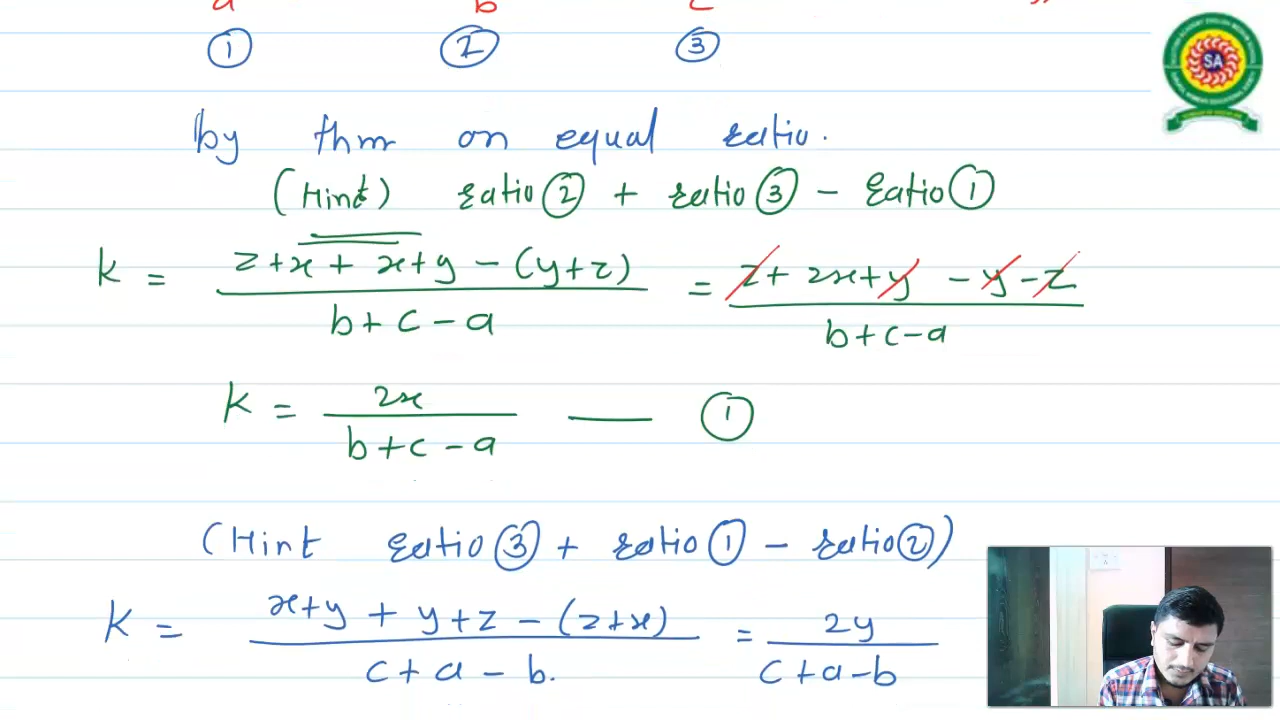 a b c
① ② ③
by thm on equal ratio.
(Hint) ratio ② + ratio ③ - ratio ①
k = z+x+x+y-(y+z) / b+c-a = z+2x+y-y-z / b+c-a
k = 2x / b+c-a — ①
(Hint ratio ③ + ratio ① - ratio ②)
k = x+y+y+z-(z+x) / c+a-b. = 2y / c+a-b
SA